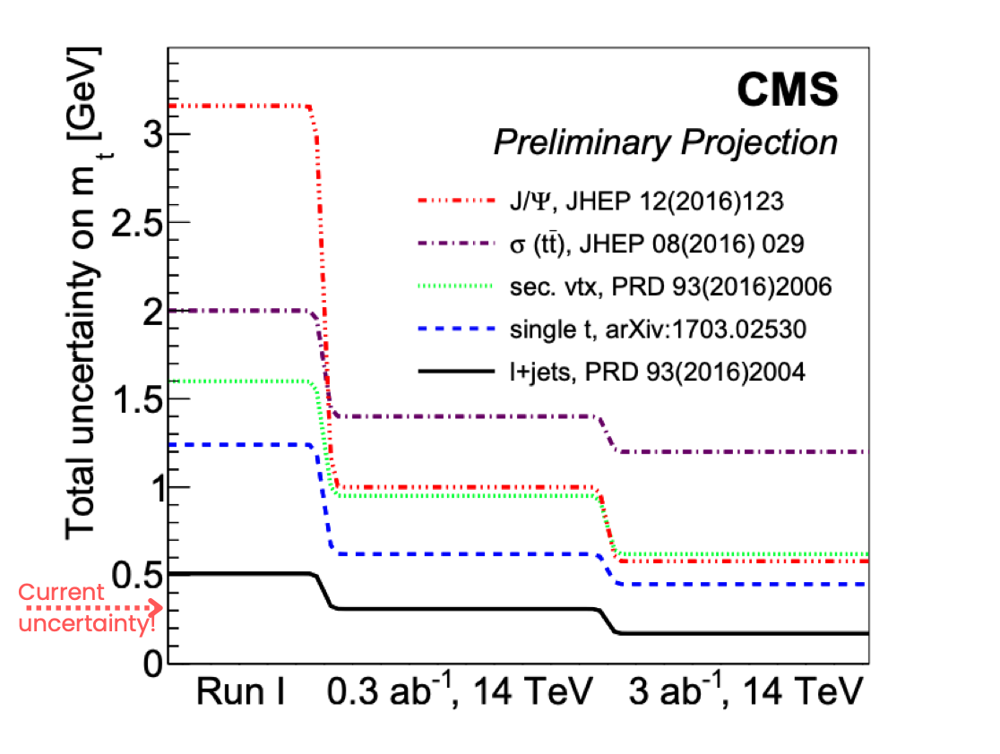 CMS
Preliminary Projection
J/Ψ, JHEP 12(2016)123
σ (tt̄), JHEP 08(2016) 029
sec. vtx, PRD 93(2016)2006
single t, arXiv:1703.02530
l+jets, PRD 93(2016)2004
Total uncertainty on m_t [GeV]
3
2.5
2
1.5
1
0.5
0
Current
uncertainty!
Run I 0.3 ab⁻¹, 14 TeV 3 ab⁻¹, 14 TeV